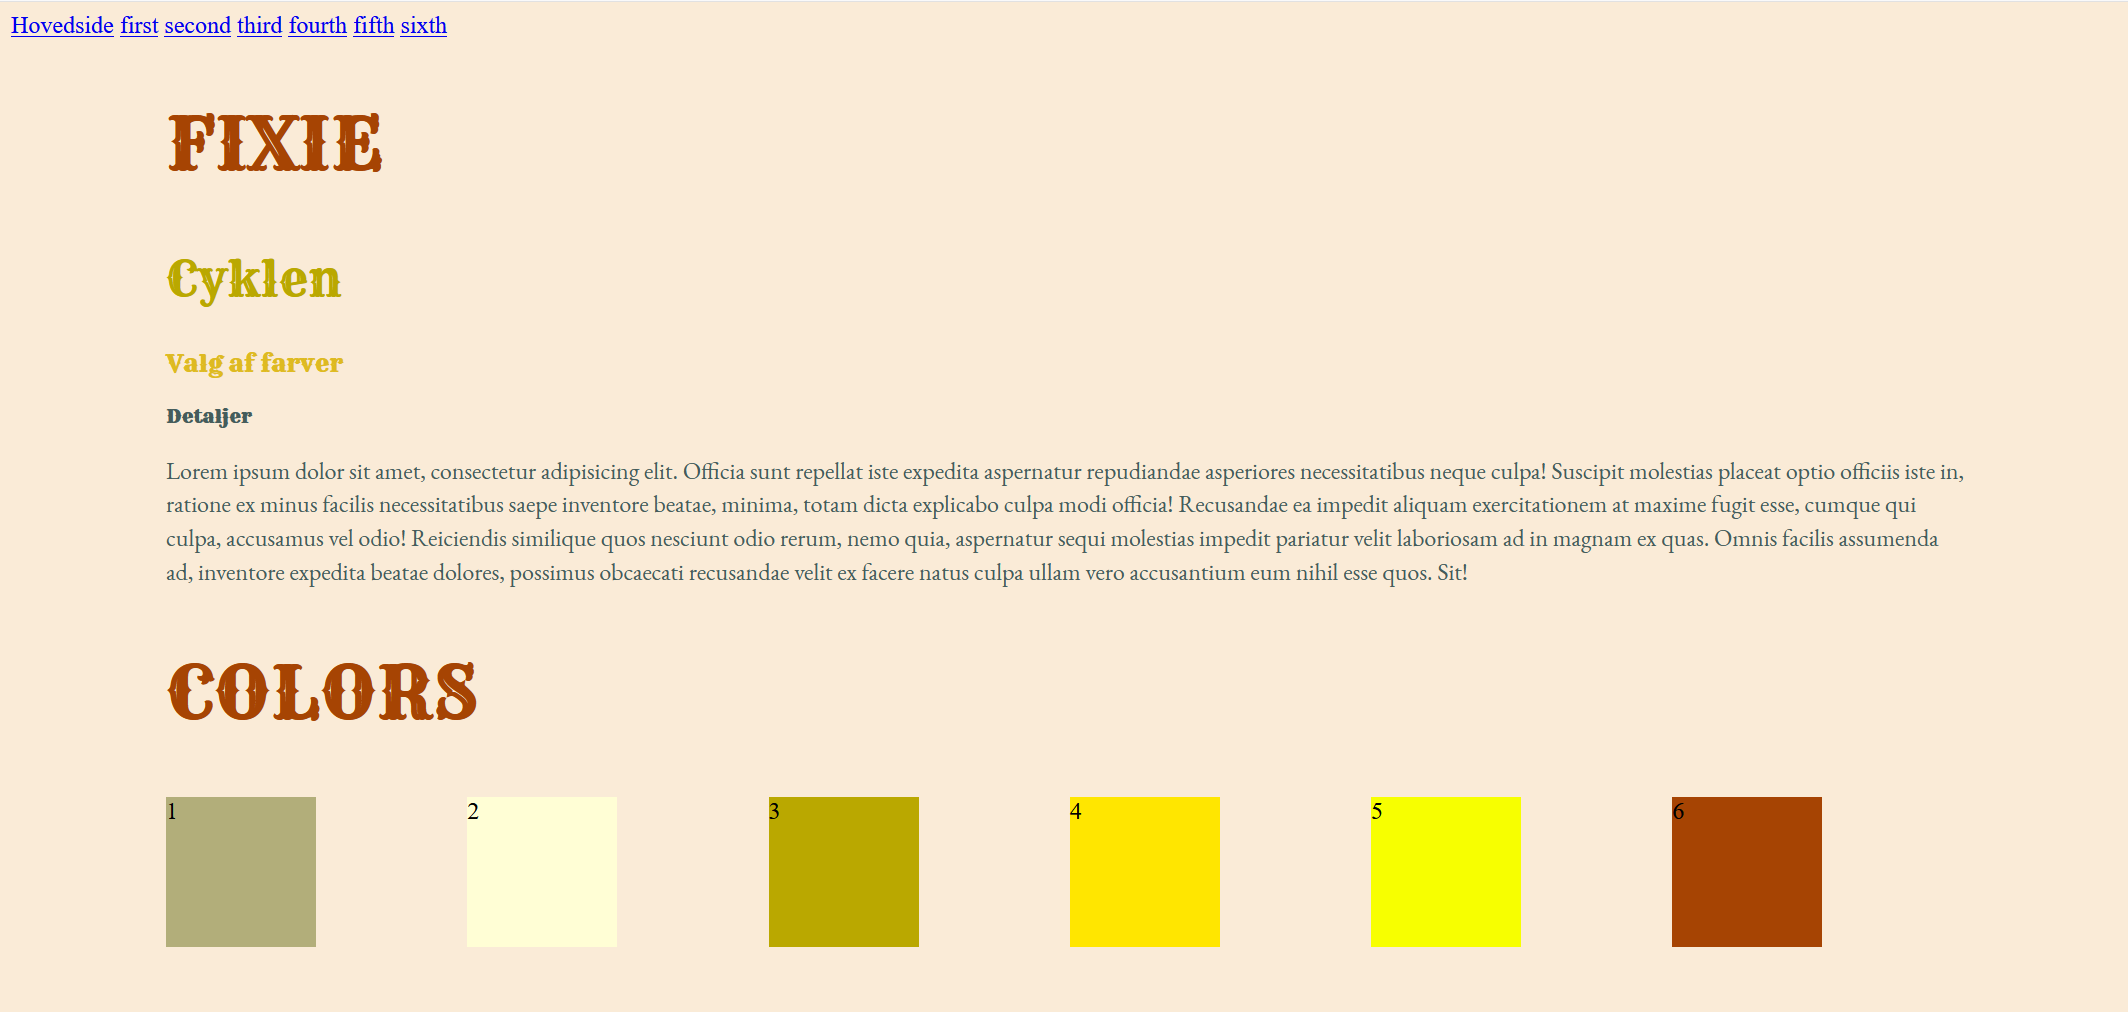 Hovedside first second third fourth fifth sixth
FIXIE
Cyklen
Valg af farver
Detaljer
Lorem ipsum dolor sit amet, consectetur adipisicing elit. Officia sunt repellat iste expedita aspernatur repudiandae asperiores necessitatibus neque culpa! Suscipit molestias placeat optio officiis iste in,
ratione ex minus facilis necessitatibus saepe inventore beatae, minima, totam dicta explicabo culpa modi officia! Recusandae ea impedit aliquam exercitationem at maxime fugit esse, cumque qui
culpa, accusamus vel odio! Reiciendis similique quos nesciunt odio rerum, nemo quia, aspernatur sequi molestias impedit pariatur velit laboriosam ad in magnam ex quas. Omnis facilis assumenda
ad, inventore expedita beatae dolores, possimus obcaecati recusandae velit ex facere natus culpa ullam vero accusantium eum nihil esse quos. Sit!
COLORS
1 2 3 4 5 6